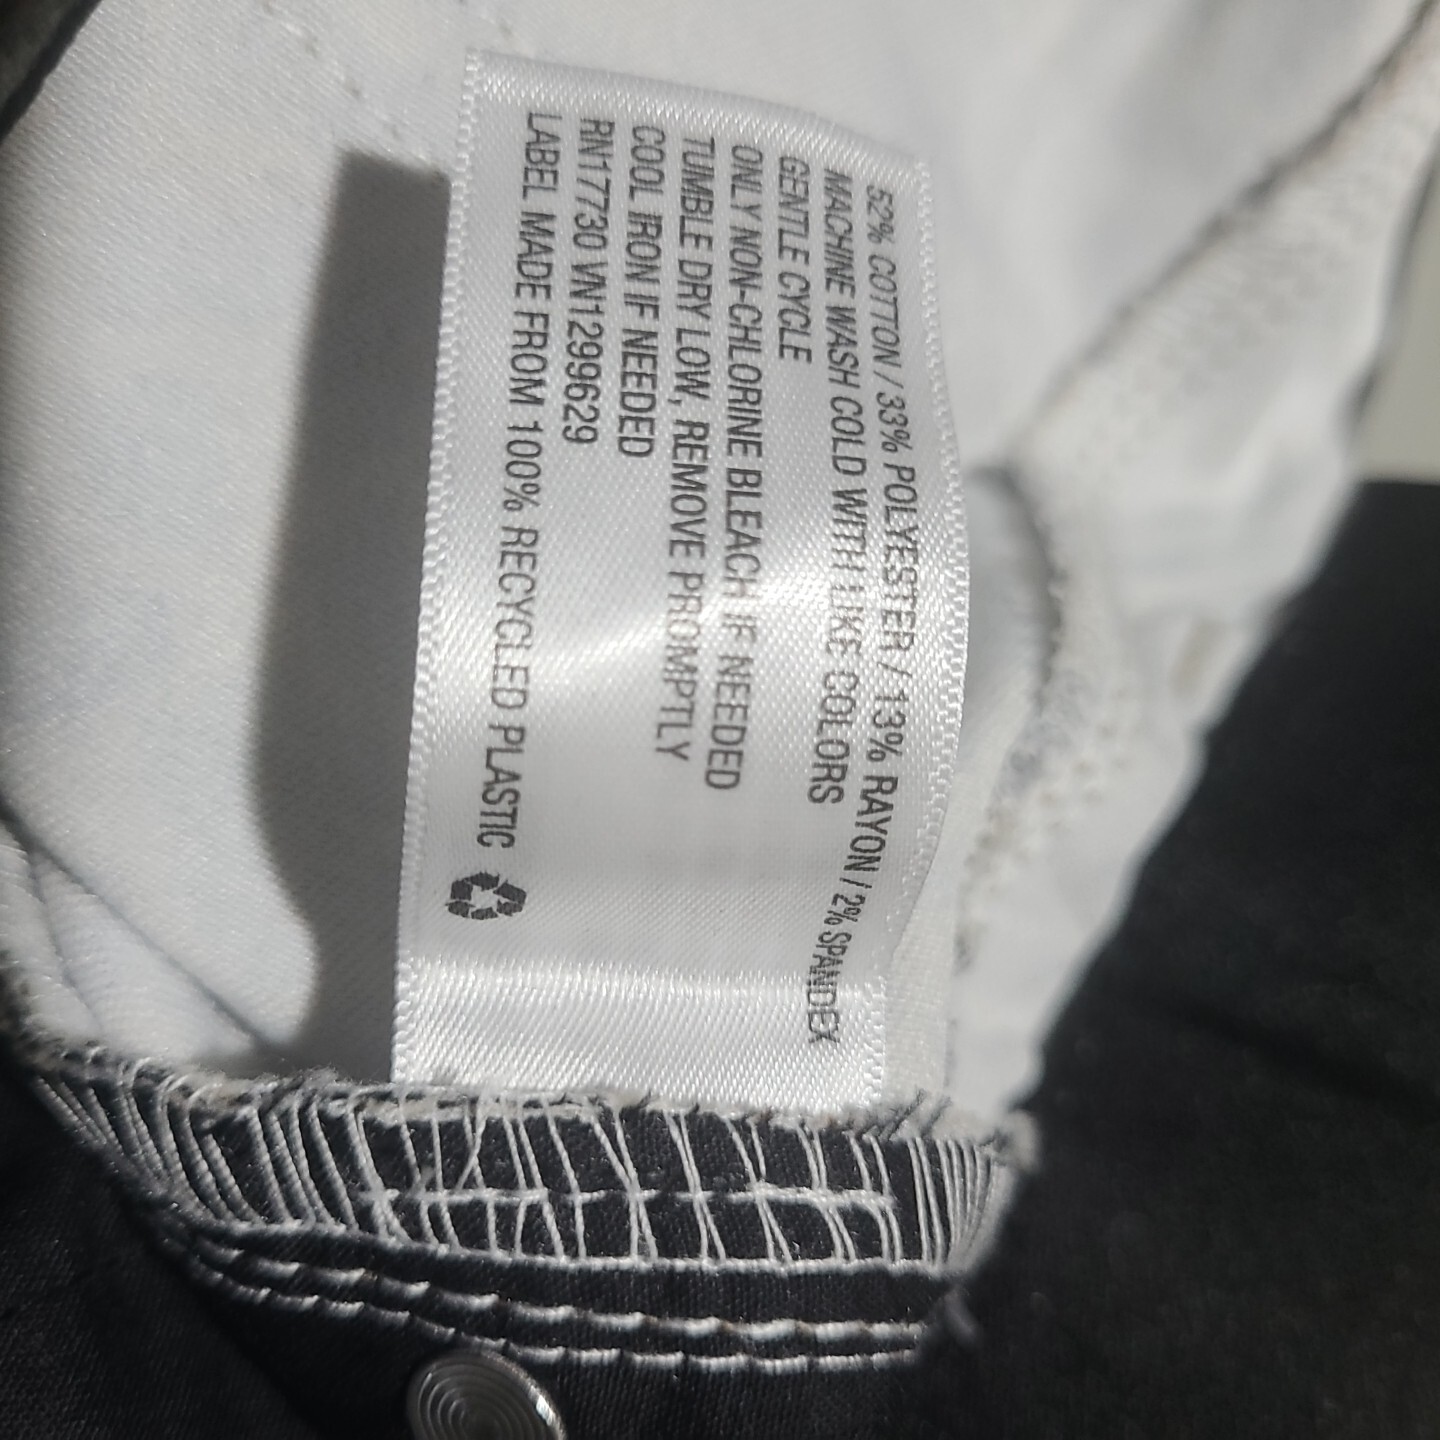 52% COTTON / 33% POLYESTER / 13% RAYON / 2% SPANDEX
MACHINE WASH COLD WITH LIKE COLORS
GENTLE CYCLE
ONLY NON-CHLORINE BLEACH IF NEEDED
TUMBLE DRY LOW, REMOVE PROMPTLY
COOL IRON IF NEEDED
RN17730 VN1299629
LABEL MADE FROM 100% RECYCLED PLASTIC